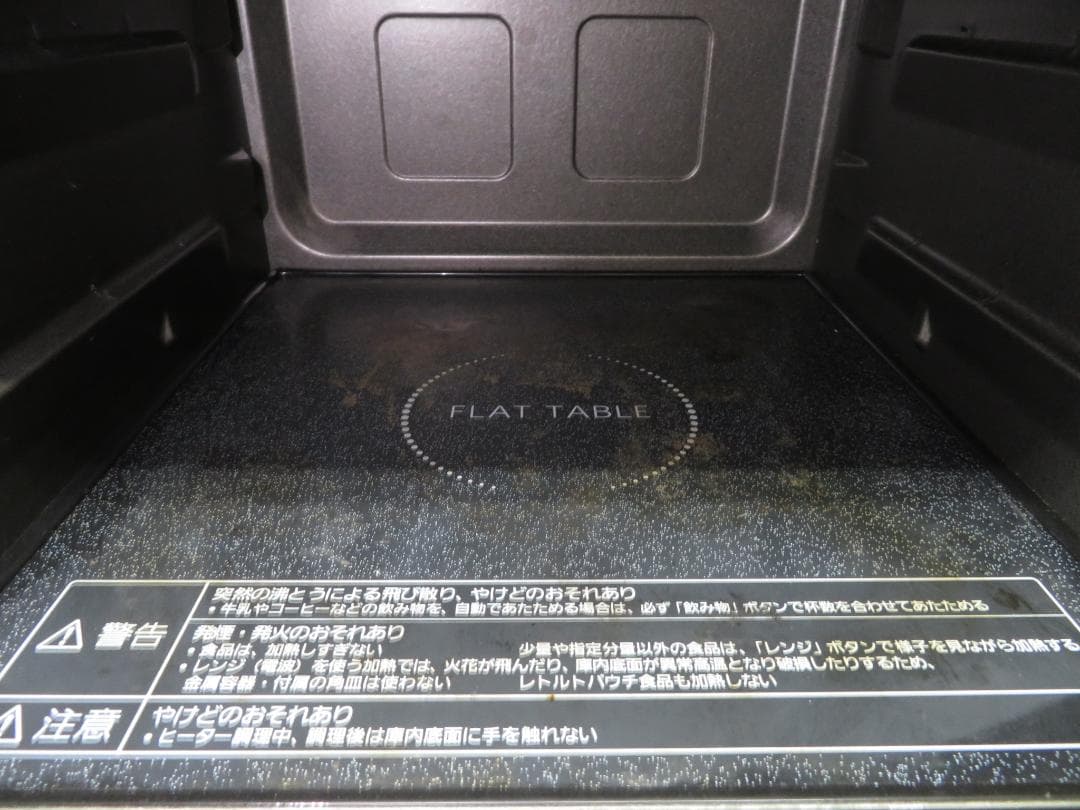 FLAT TABLE
警告
突然の沸とうによる飛び散り、やけどのおそれあり
・牛乳やコーヒーなどの飲み物を、自動であたためる場合は、必ず「飲み物」ボタンで杯数を合わせてあたためる
発煙・発火のおそれあり
・食品は、加熱しすぎない 少量や指定分量以外の食品は、「レンジ」ボタンで様子を見ながら加熱する
・レンジ(電波)を使う加熱では、火花が飛んだり、庫内底面が異常高温となり破損したりするため、
金属容器・付属の角皿は使わない レトルトパウチ食品も加熱しない
注意
やけどのおそれあり
・ヒーター調理中、調理後は庫内底面に手を触れない